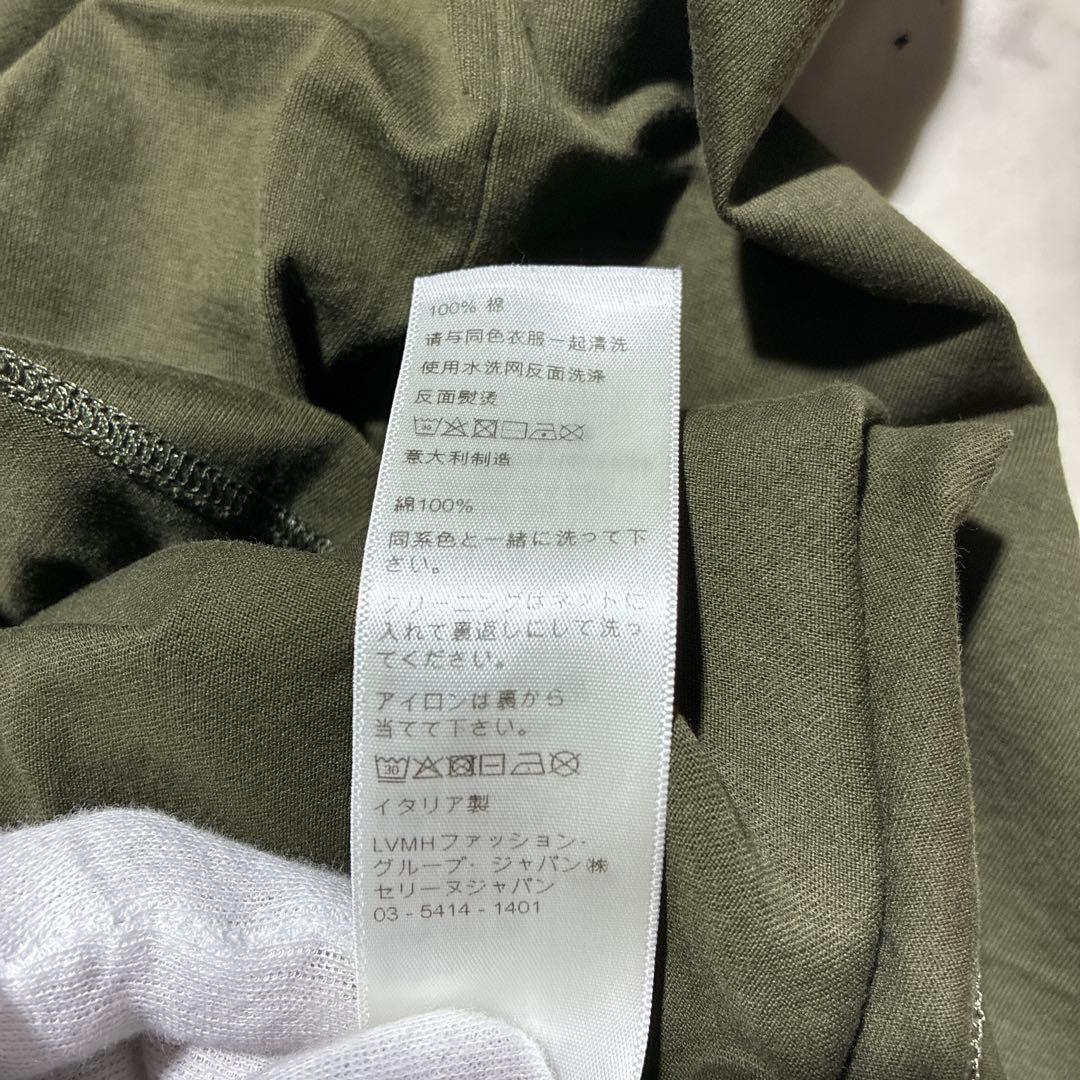 100% 棉
请与同色衣服一起清洗
使用水洗网反面洗涤
反面熨烫
30
意大利制造
綿100%
同系色と一緒に洗って下
さい。
クリーニングはネットに
入れて裏返しにして洗っ
てください。
アイロンは裏から
当てて下さい。
30
イタリア製
LVMHファッション・
グループ・ジャパン㈱
セリーヌジャパン
03 - 5414 - 1401